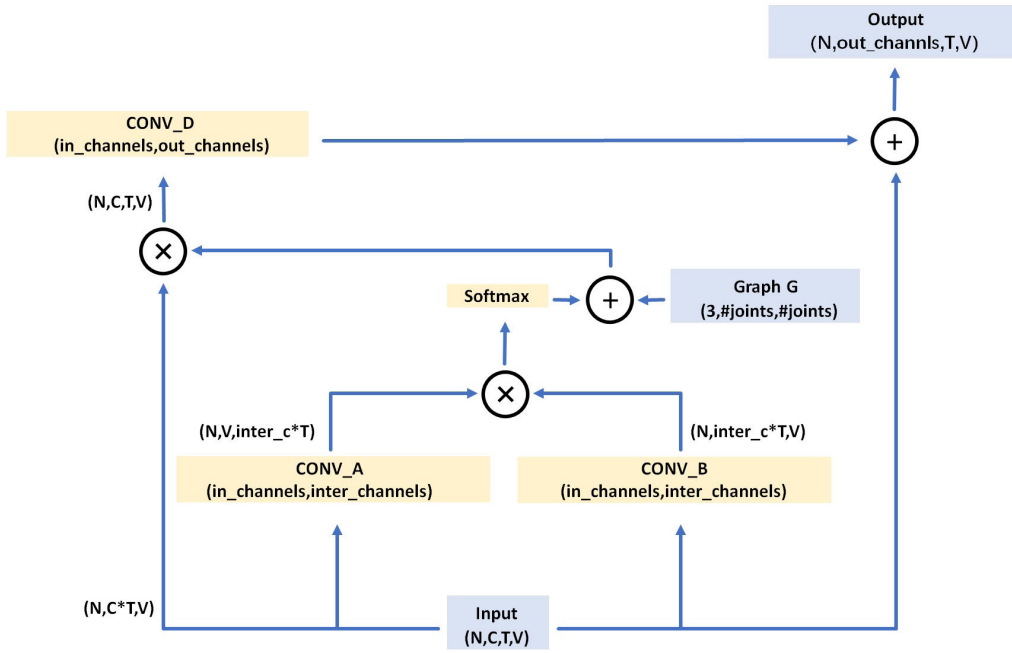 Output
(N,out_channls,T,V)
CONV_D
(in_channels,out_channels)
(N,C,T,V)
Softmax
Graph G
(3,#joints,#joints)
(N,V,inter_c*T)
(N,inter_c*T,V)
CONV_A
(in_channels,inter_channels)
CONV_B
(in_channels,inter_channels)
(N,C*T,V)
Input
(N,C,T,V)